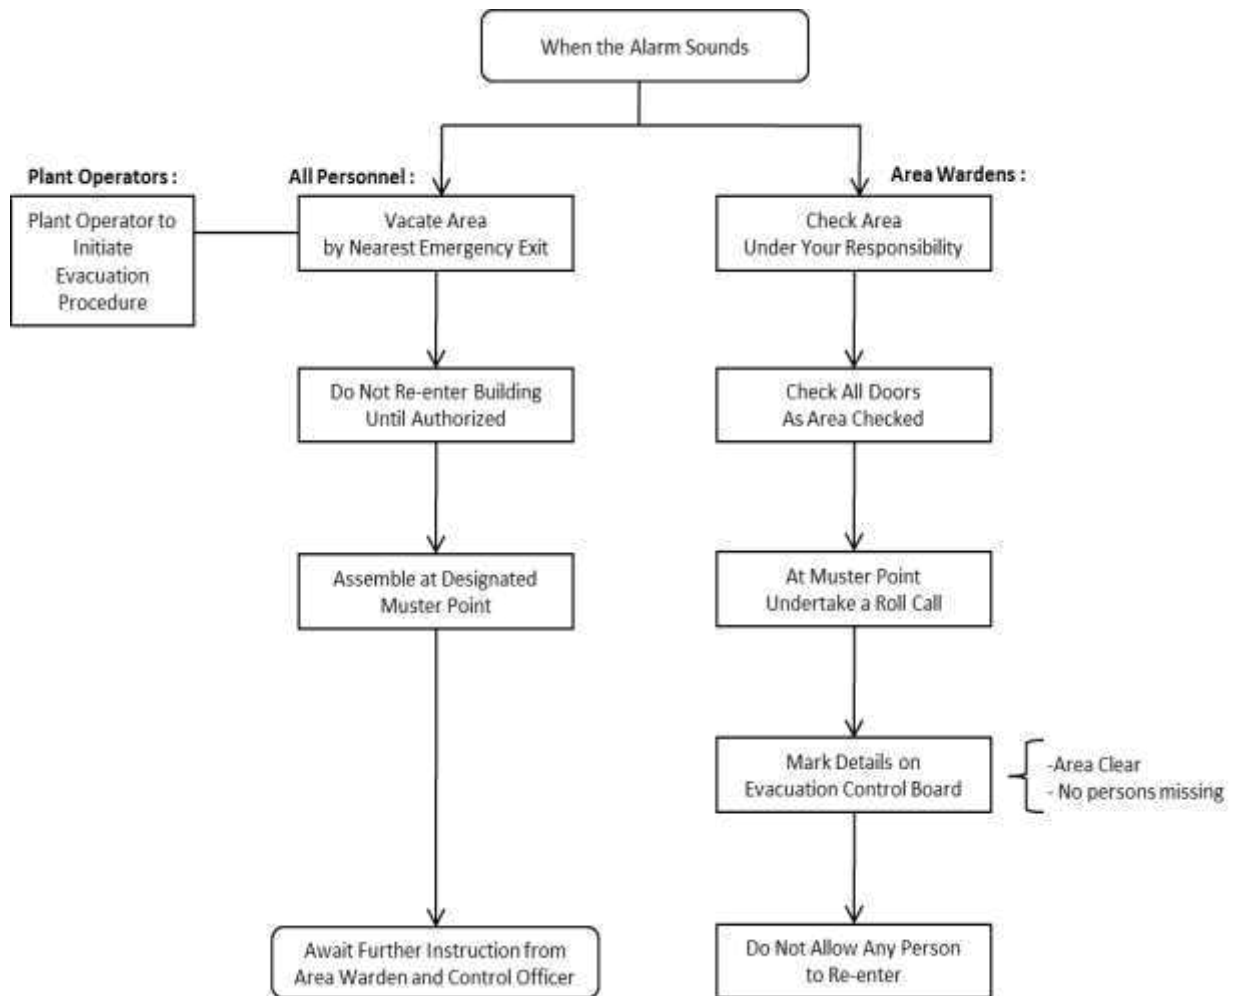 When the Alarm Sounds
Plant Operators :
All Personnel :
Area Wardens :
Plant Operator to
Initiate
Evacuation
Procedure
Vacate Area
by Nearest Emergency Exit
Check Area
Under Your Responsibility
Do Not Re-enter Building
Until Authorized
Check All Doors
As Area Checked
Assemble at Designated
Muster Point
At Muster Point
Undertake a Roll Call
Mark Details on
Evacuation Control Board
-Area Clear
- No persons missing
Await Further Instruction from
Area Warden and Control Officer
Do Not Allow Any Person
to Re-enter